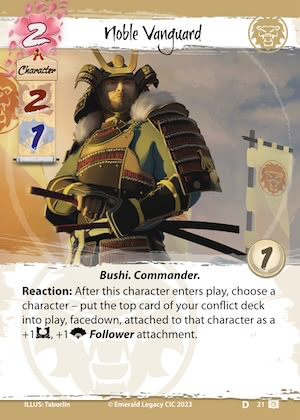 2
Noble Vanguard
Character
2
1
1
Bushi. Commander.
Reaction: After this character enters play, choose a
character – put the top card of your conflict deck
into play, facedown, attached to that character as a
+1, +1 Follower attachment.
ILLUS: Taborlin © Emerald Legacy CIC 2023 D 21